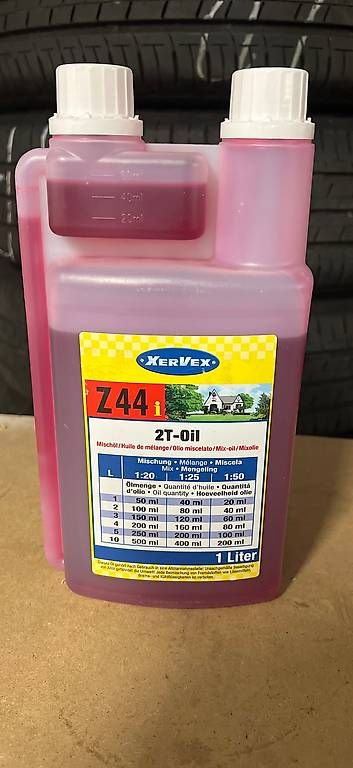 40ml
20ml
XERVEX
Z44i
2T-Oil
Mischöl/Huile de mélange/Olio miscelato/Mix-oil/Mixolie
Mischung • Mélange • Miscela
Mix • Mengeling
L 1:20 1:25 1:50
Ölmenge • Quantité d'huile • Quantità
d'olio • Oil quantity • Hoeveelheid olie
1 50 ml 40 ml 20 ml
2 100 ml 80 ml 40 ml
3 150 ml 120 ml 60 ml
4 200 ml 160 ml 80 ml
5 250 ml 200 ml 100 ml
10 500 ml 400 ml 200 ml
1 Liter